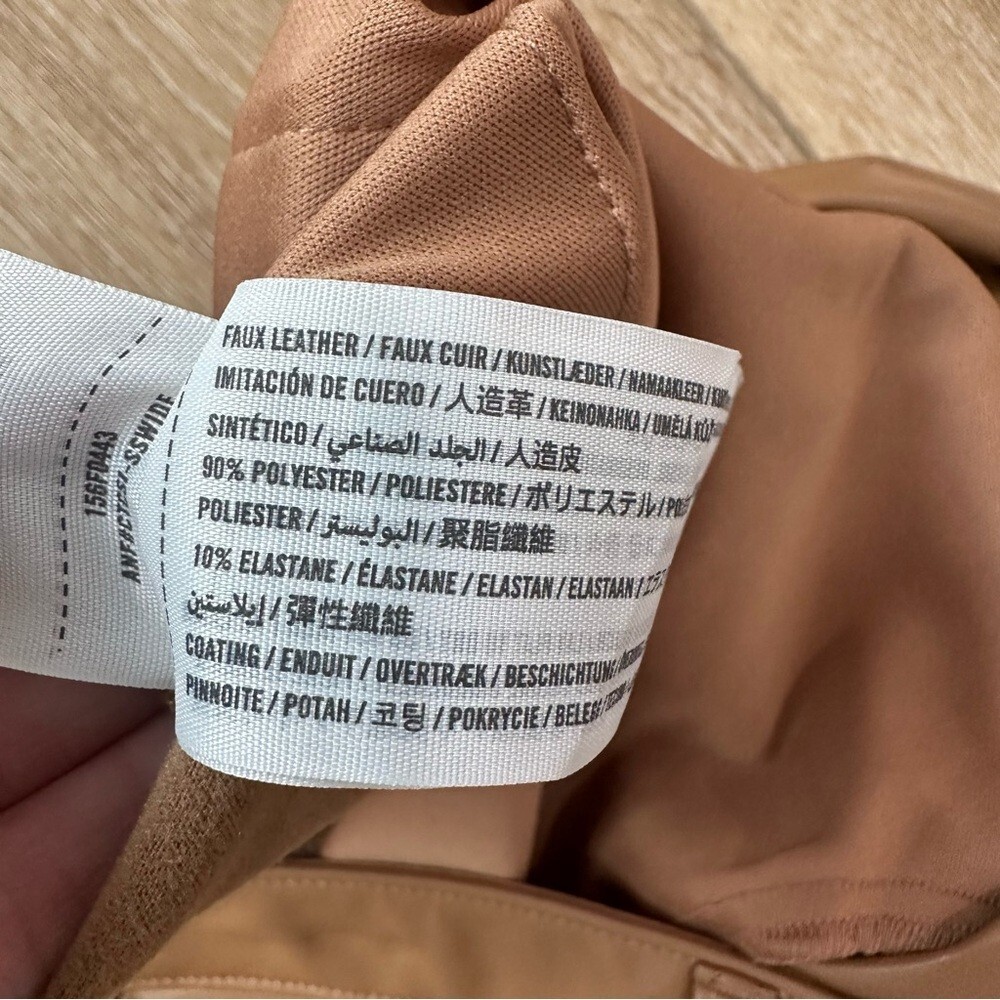 FAUX LEATHER / FAUX CUIR / KUNSTLÆDER / NAMAAKLEER /
IMITACIÓN DE CUERO / 人造革 / KEINONAHKA / UMĚLÁ
SINTÉTICO / الجلد الصناعي / 人造皮
90% POLYESTER / POLIESTERE / ポリエステル /
POLIESTER / البوليستر / 聚脂纖維
10% ELASTANE / ÉLASTANE / ELASTAN / ELASTAAN /
إيلاستين / 彈性纖維
COATING / ENDUIT / OVERTRÆK / BESCHICHTUNG /
PINNOITE / POTAH / 코팅 / POKRYCIE /
156F0443